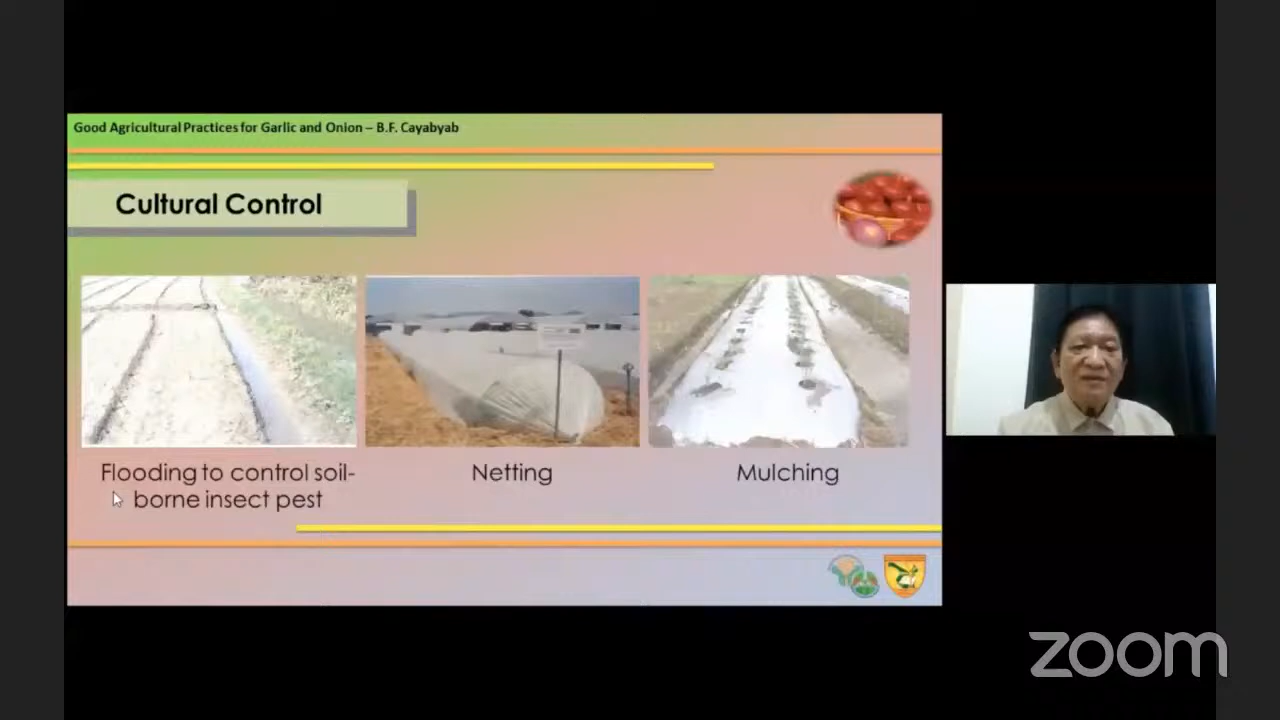 Good Agricultural Practices for Garlic and Onion – B.F. Cayabyab
Cultural Control
Flooding to control soil-
borne insect pest
Netting
Mulching
zoom